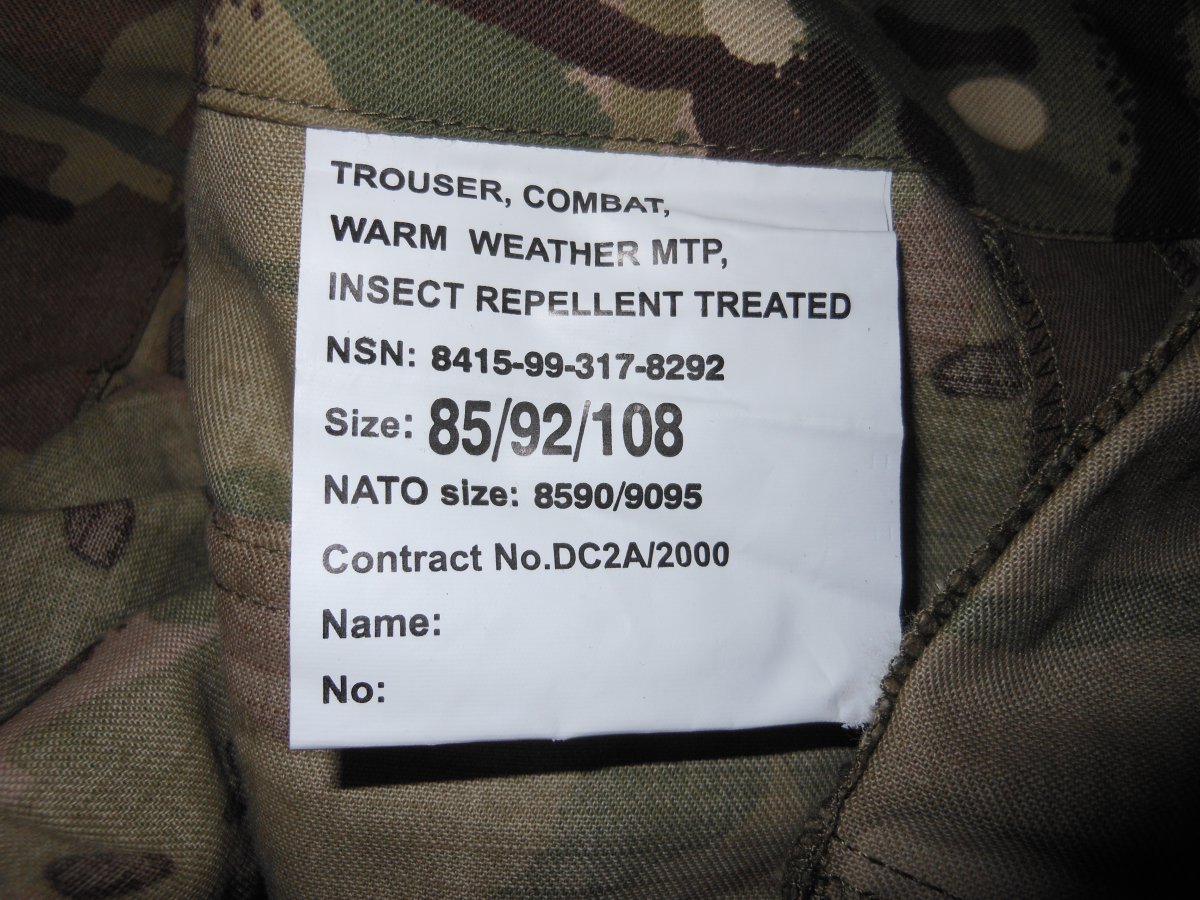 TROUSER, COMBAT,
WARM WEATHER MTP,
INSECT REPELLENT TREATED
NSN: 8415-99-317-8292
Size: 85/92/108
NATO size: 8590/9095
Contract No.DC2A/2000
Name:
No: